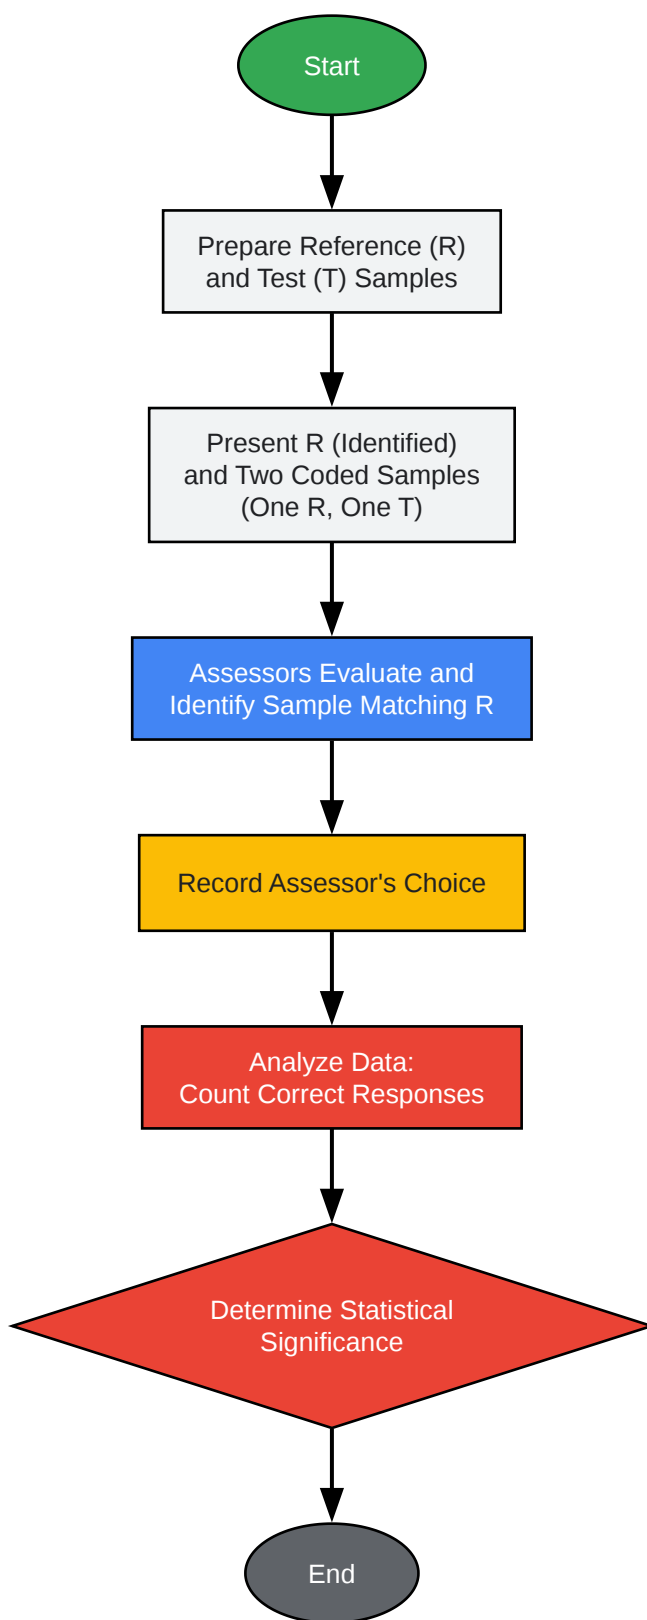 Start
Prepare Reference (R)
and Test (T) Samples
Present R (Identified)
and Two Coded Samples
(One R, One T)
Assessors Evaluate and
Identify Sample Matching R
Record Assessor's Choice
Analyze Data:
Count Correct Responses
Determine Statistical
Significance
End